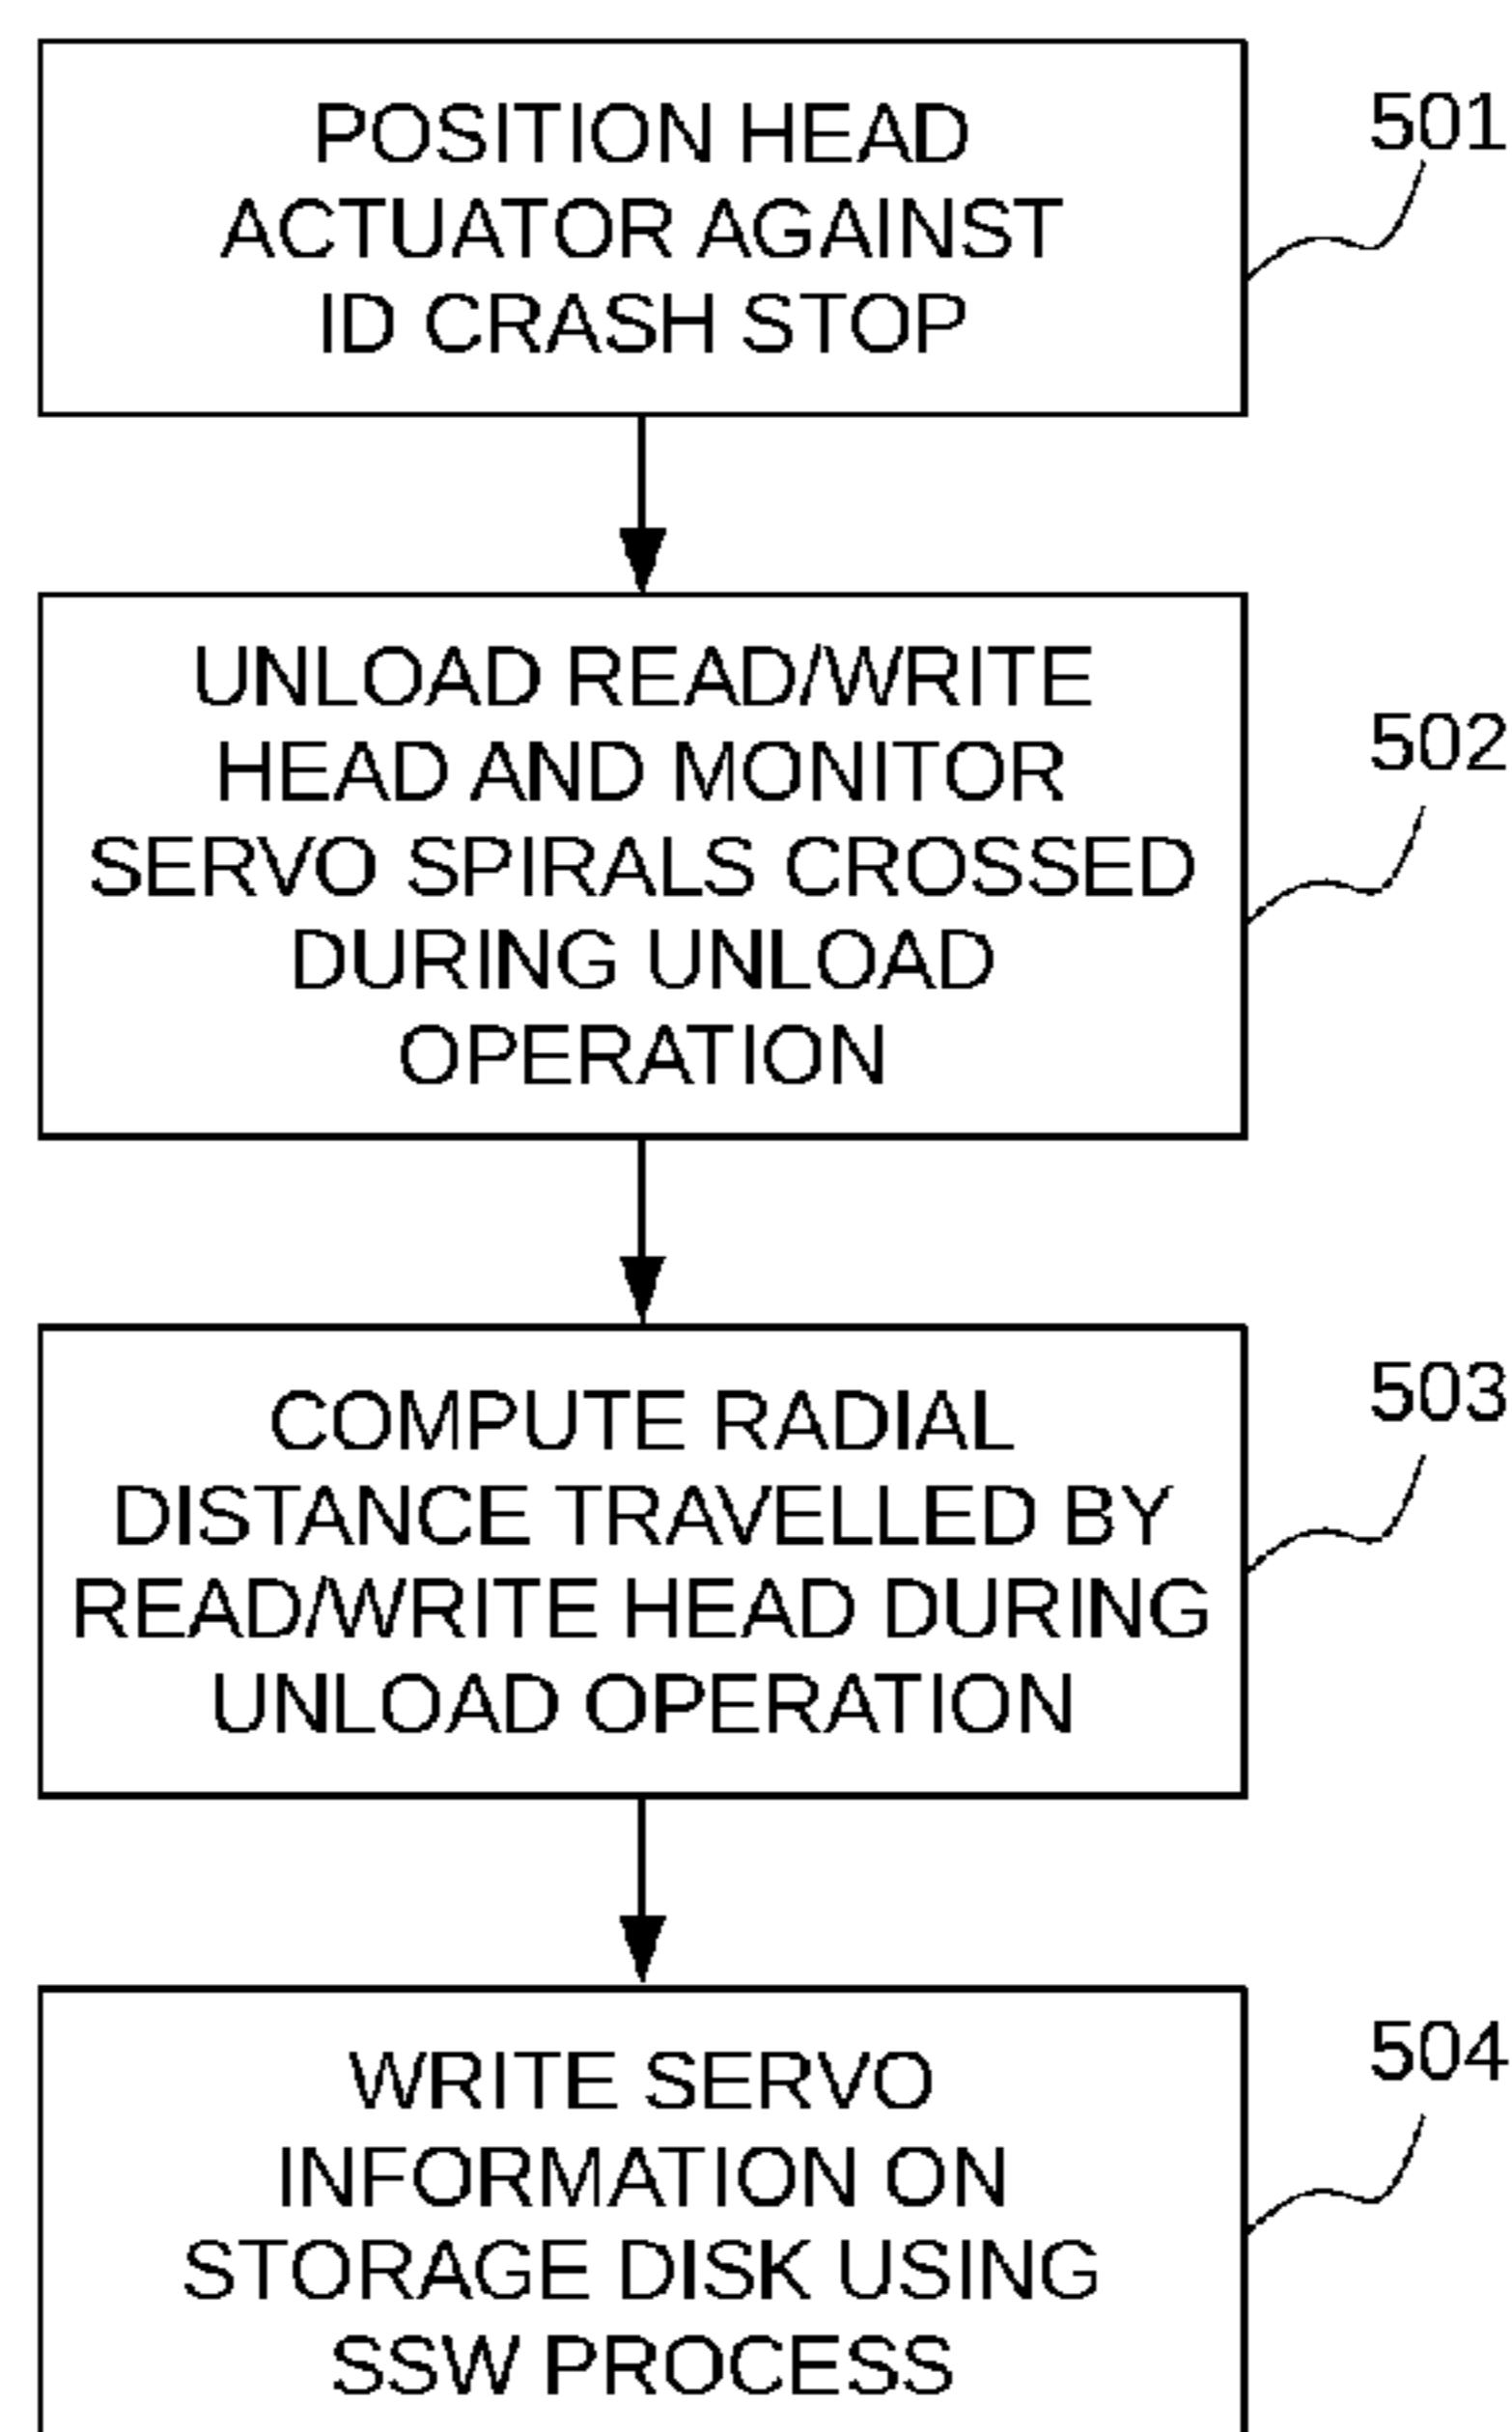 POSITION HEAD
ACTUATOR AGAINST
ID CRASH STOP
501
UNLOAD READ/WRITE
HEAD AND MONITOR
SERVO SPIRALS CROSSED
DURING UNLOAD
OPERATION
502
COMPUTE RADIAL
DISTANCE TRAVELLED BY
READ/WRITE HEAD DURING
UNLOAD OPERATION
503
WRITE SERVO
INFORMATION ON
STORAGE DISK USING
SSW PROCESS
504